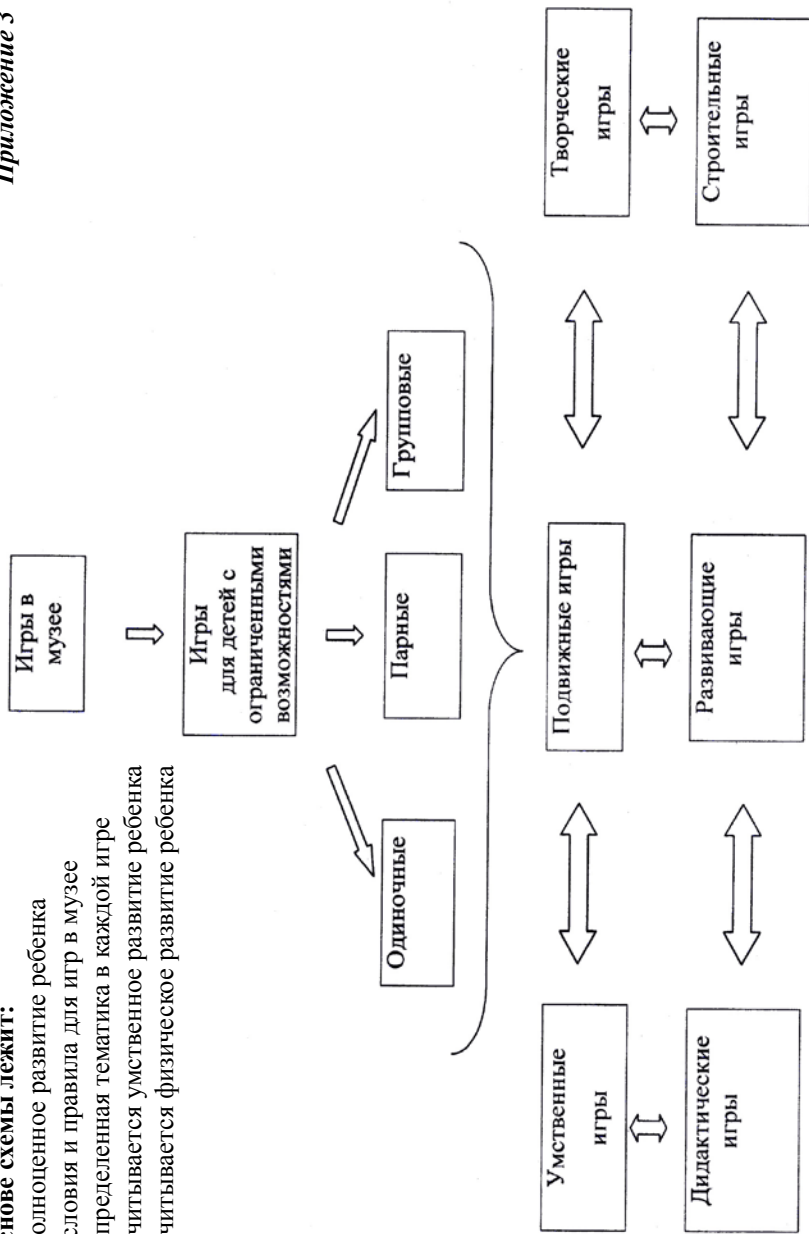 Приложение 3
снове схемы лежит:
олноценное развитие ребенка
словия и правила для игр в музее
пределенная тематика в каждой игре
читывается умственное развитие ребенка
читывается физическое развитие ребенка
Игры в
музее
Игры
для детей с
ограниченными
возможностями
Одиночные
Парные
Групповые
Умственные
игры
Подвижные игры
Творческие
игры
Дидактические
игры
Развивающие
игры
Строительные
игры